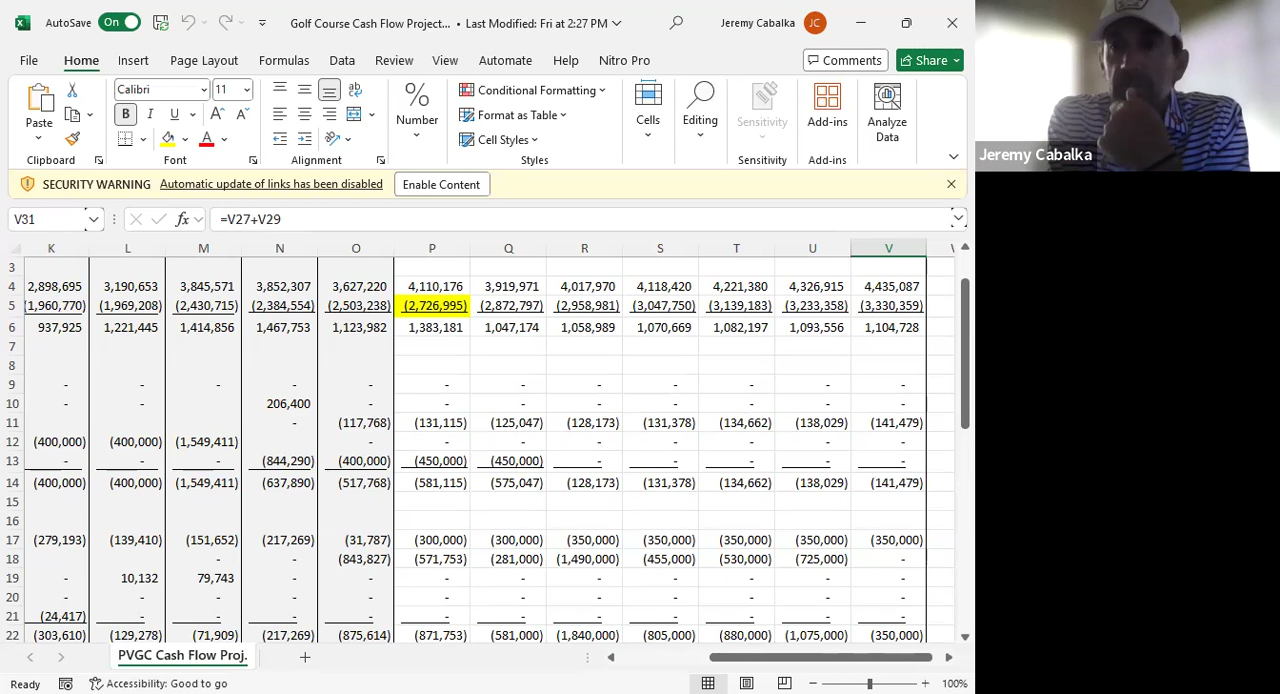 AutoSave On Golf Course Cash Flow Project... • Last Modified: Fri at 2:27 PM Jeremy Cabalka JC
File Home Insert Page Layout Formulas Data Review View Automate Help Nitro Pro Comments Share
Paste Calibri 11 B I U A A A Number Conditional Formatting Format as Table Cell Styles Cells Editing Sensitivity Add-ins Analyze Data
Clipboard Font Alignment Styles Sensitivity Add-ins
Jeremy Cabalka
SECURITY WARNING Automatic update of links has been disabled Enable Content
V31 fx =V27+V29
K L M N O P Q R S T U V
3
4 2,898,695 3,190,653 3,845,571 3,852,307 3,627,220 4,110,176 3,919,971 4,017,970 4,118,420 4,221,380 4,326,915 4,435,087
5 (1,960,770) (1,969,208) (2,430,715) (2,384,554) (2,503,238) (2,726,995) (2,872,797) (2,958,981) (3,047,750) (3,139,183) (3,233,358) (3,330,359)
6 937,925 1,221,445 1,414,856 1,467,753 1,123,982 1,383,181 1,047,174 1,058,989 1,070,669 1,082,197 1,093,556 1,104,728
7
8
9 - - - - - - - - - - - -
10 - - - 206,400 - - - - - - - -
11 - (117,768) (131,115) (125,047) (128,173) (131,378) (134,662) (138,029) (141,479)
12 (400,000) (400,000) (1,549,411) - - - - - - - -
13 - - - (844,290) (400,000) (450,000) (450,000) - - - - -
14 (400,000) (400,000) (1,549,411) (637,890) (517,768) (581,115) (575,047) (128,173) (131,378) (134,662) (138,029) (141,479)
15
16
17 (279,193) (139,410) (151,652) (217,269) (31,787) (300,000) (300,000) (350,000) (350,000) (350,000) (350,000) (350,000)
18 - - - - (843,827) (571,753) (281,000) (1,490,000) (455,000) (530,000) (725,000) -
19 - 10,132 79,743 - - - - - - - - -
20 - - - - - - - - - - - -
21 (24,417) - - - - - - - - - - -
22 (303,610) (129,278) (71,909) (217,269) (875,614) (871,753) (581,000) (1,840,000) (805,000) (880,000) (1,075,000) (350,000)
PVGC Cash Flow Proj.
Ready Accessibility: Good to go 100%